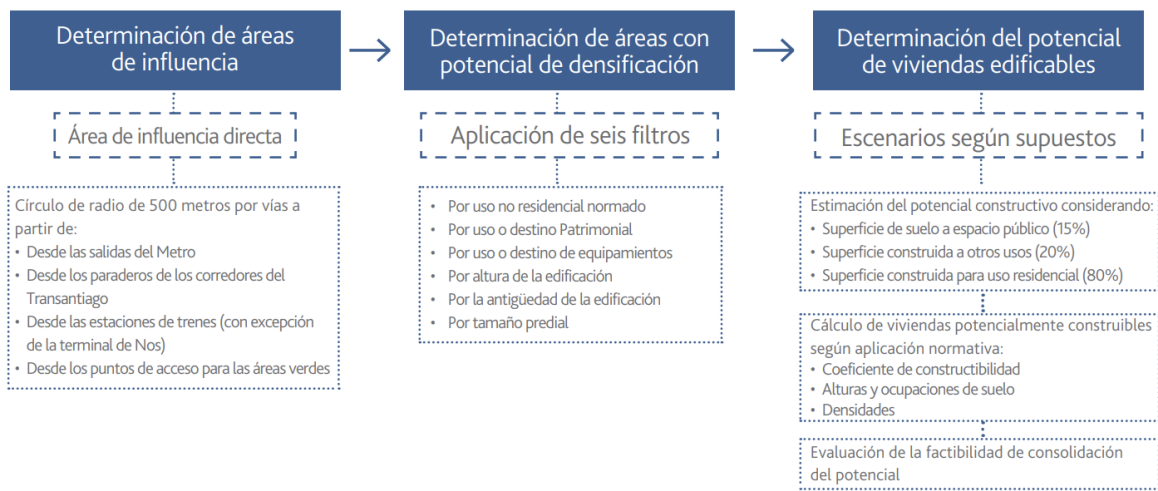 Determinación de áreas
de influencia
Área de influencia directa
Círculo de radio de 500 metros por vías a
partir de:
• Desde las salidas del Metro
• Desde los paraderos de los corredores del
Transantiago
• Desde las estaciones de trenes (con excepción
de la terminal de Nos)
• Desde los puntos de acceso para las áreas verdes
Determinación de áreas con
potencial de densificación
Aplicación de seis filtros
• Por uso no residencial normado
• Por uso o destino Patrimonial
• Por uso o destino de equipamientos
• Por altura de la edificación
• Por la antigüedad de la edificación
• Por tamaño predial
Determinación del potencial
de viviendas edificables
Escenarios según supuestos
Estimación del potencial constructivo considerando:
• Superficie de suelo a espacio público (15%)
• Superficie construida a otros usos (20%)
• Superficie construida para uso residencial (80%)
Cálculo de viviendas potencialmente construibles
según aplicación normativa:
• Coeficiente de constructibilidad
• Alturas y ocupaciones de suelo
• Densidades
Evaluación de la factibilidad de consolidación
del potencial